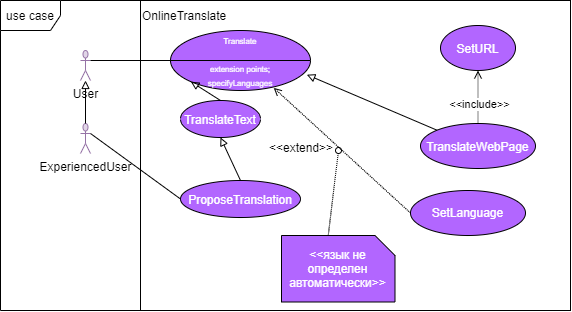 use case
OnlineTranslate
Translate
extension points;
specifyLanguages
SetURL
User
<<include>>
TranslateText
<<extend>>
TranslateWebPage
ExperiencedUser
ProposeTranslation
SetLanguage
<<язык не
определен
автоматически>>